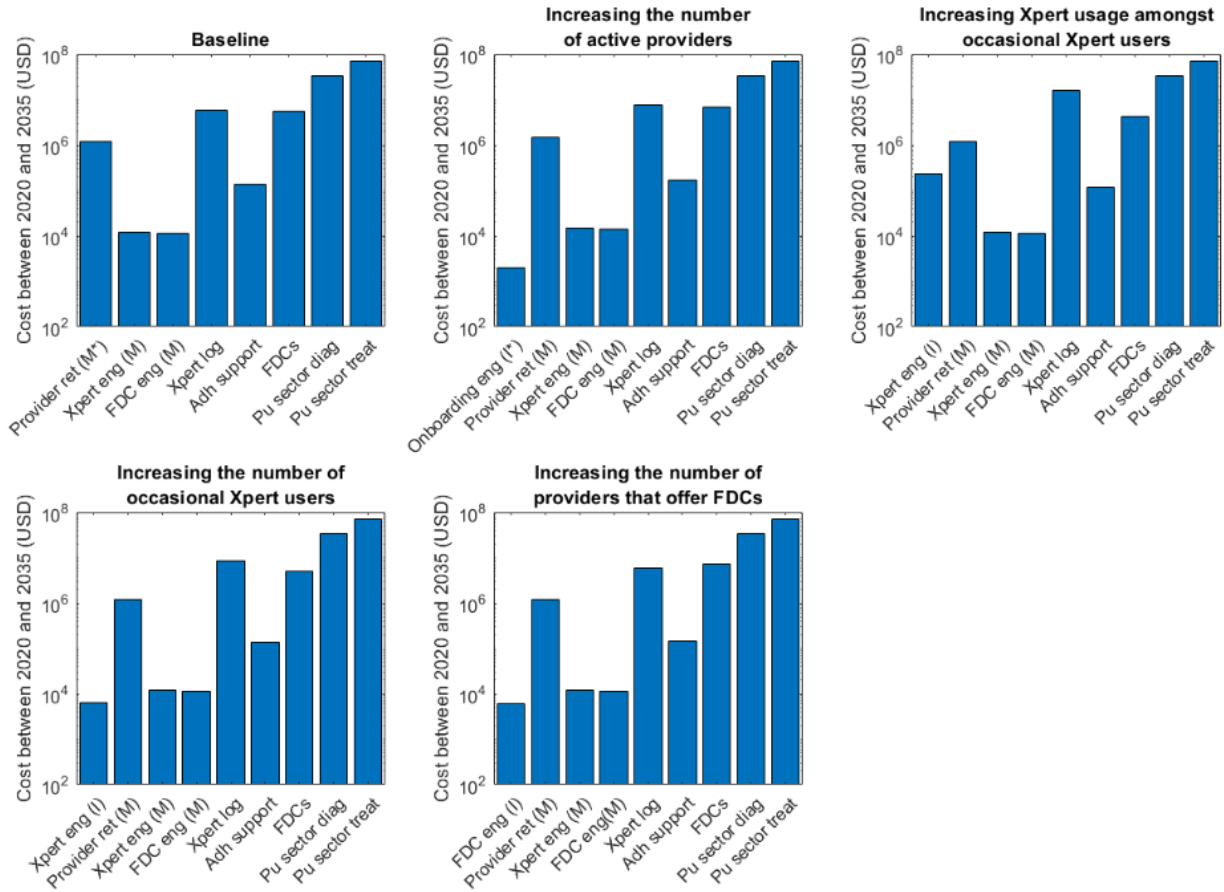 Baseline
Cost between 2020 and 2035 (USD)
10^8
10^6
10^4
10^2
Provider ret (M*)
Xpert eng (M)
FDC eng (M)
Xpert log
Adh support
FDCs
Pu sector diag
Pu sector treat
Increasing the number
of active providers
Cost between 2020 and 2035 (USD)
10^8
10^6
10^4
10^2
Onboarding eng (I*)
Provider ret (M)
Xpert eng (M)
FDC eng (M)
Xpert log
Adh support
FDCs
Pu sector diag
Pu sector treat
Increasing Xpert usage amongst
occasional Xpert users
Cost between 2020 and 2035 (USD)
10^8
10^6
10^4
10^2
Xpert eng (I)
Provider ret (M)
Xpert eng (M)
FDC eng (M)
Xpert log
Adh support
FDCs
Pu sector diag
Pu sector treat
Increasing the number of
occasional Xpert users
Cost between 2020 and 2035 (USD)
10^8
10^6
10^4
10^2
Xpert eng (I)
Provider ret (M)
Xpert eng (M)
FDC eng (M)
Xpert log
Adh support
FDCs
Pu sector diag
Pu sector treat
Increasing the number of
providers that offer FDCs
Cost between 2020 and 2035 (USD)
10^8
10^6
10^4
10^2
FDC eng (I)
Provider ret (M)
Xpert eng (M)
FDC eng(M)
Xpert log
Adh support
FDCs
Pu sector diag
Pu sector treat